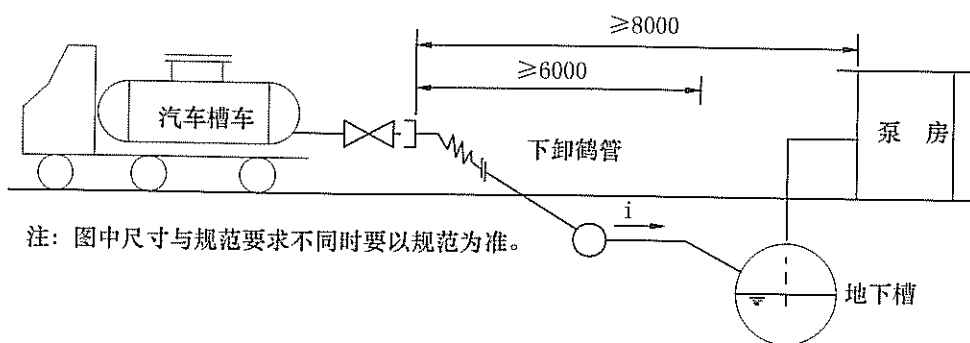 ≥8000
≥6000
汽车槽车
下卸鹤管
泵 房
i
注：图中尺寸与规范要求不同时要以规范为准。
地下槽